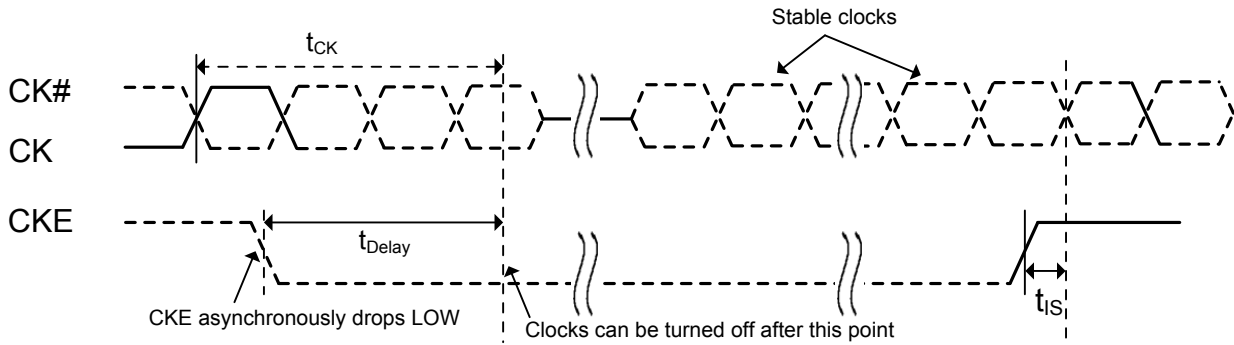 Stable clocks
tCK
CK#
CK
CKE
tDelay
tIS
CKE asynchronously drops LOW
Clocks can be turned off after this point